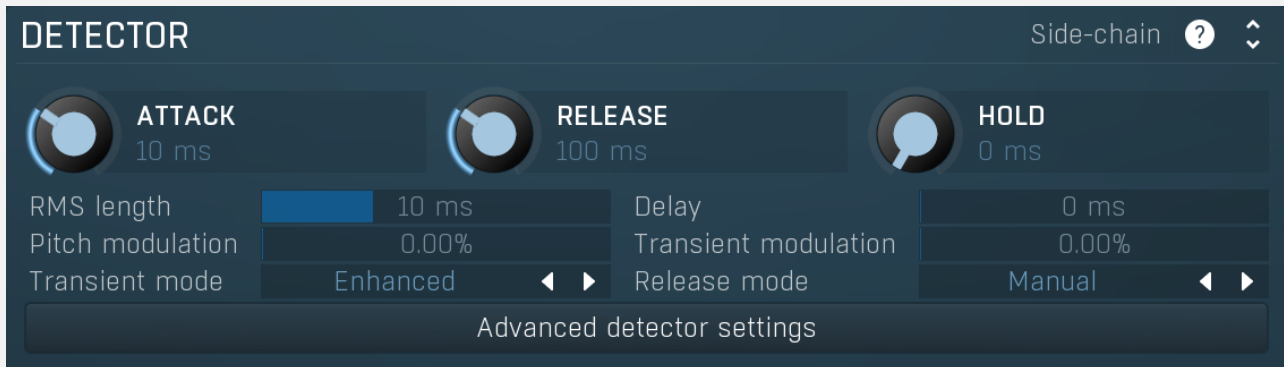 DETECTOR Side-chain ?
ATTACK RELEASE HOLD
10 ms 100 ms 0 ms
RMS length 10 ms Delay 0 ms
Pitch modulation 0.00% Transient modulation 0.00%
Transient mode Enhanced Release mode Manual
Advanced detector settings